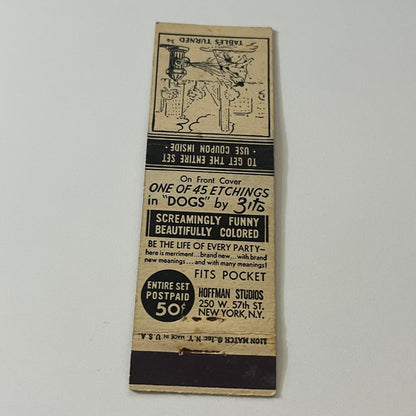 TABLES TURNED
TO GET THE ENTIRE SET
• USE COUPON INSIDE •
On Front Cover
ONE OF 45 ETCHINGS
in "DOGS" by
SCREAMINGLY FUNNY
BEAUTIFULLY COLORED
BE THE LIFE OF EVERY PARTY—
here is merriment...brand new...with brand
new meanings...and with many meanings!
FITS POCKET
ENTIRE SET
POSTPAID
50¢
HOFFMAN STUDIOS
250 W. 57th ST.
NEW YORK, N.Y.
LION MATCH CO., Inc. N. Y. MADE IN U. S. A.